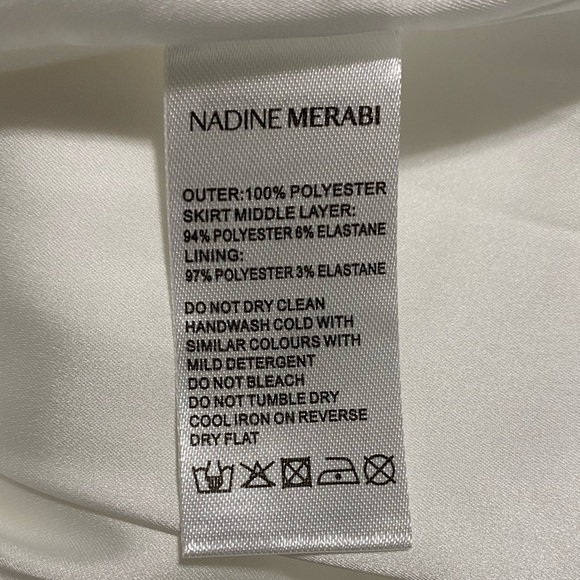 NADINE MERABI
OUTER:100% POLYESTER
SKIRT MIDDLE LAYER:
94% POLYESTER 6% ELASTANE
LINING:
97% POLYESTER 3% ELASTANE
DO NOT DRY CLEAN
HANDWASH COLD WITH
SIMILAR COLOURS WITH
MILD DETERGENT
DO NOT BLEACH
DO NOT TUMBLE DRY
COOL IRON ON REVERSE
DRY FLAT